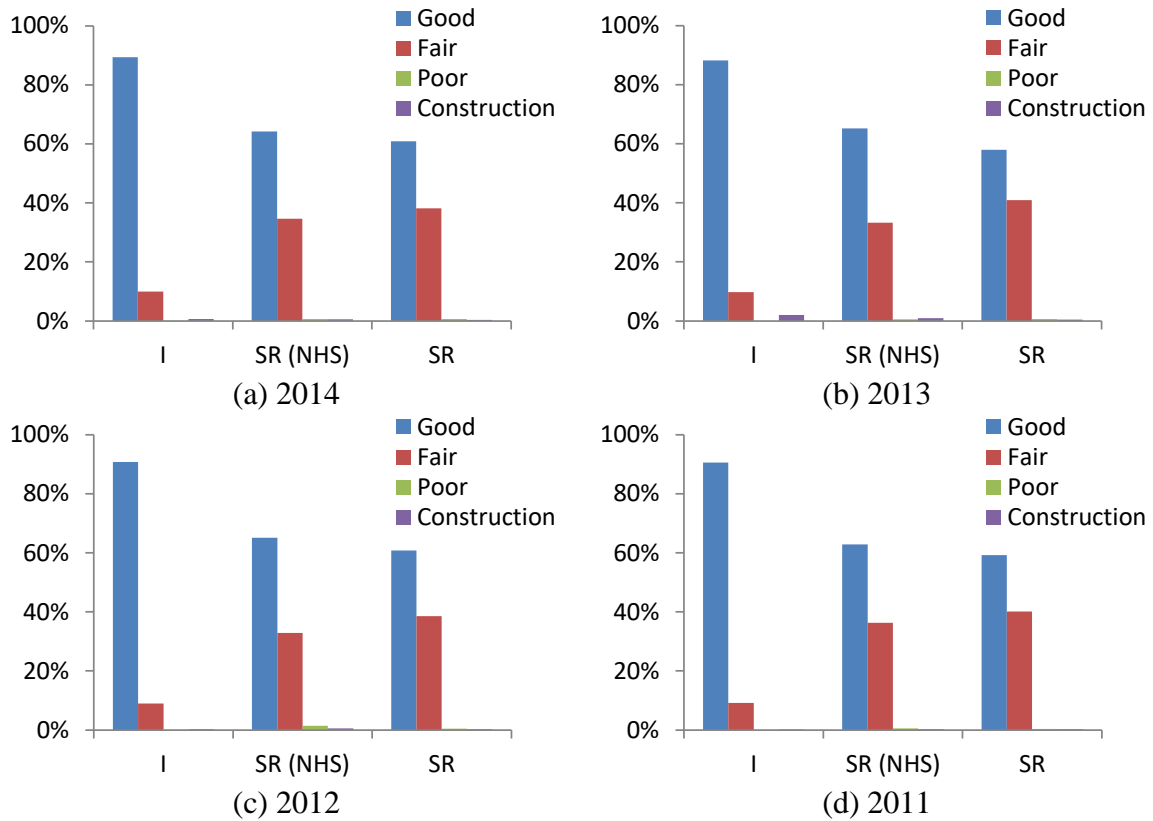 100%
80%
60%
40%
20%
0%
Good
Fair
Poor
Construction
I SR (NHS) SR
(a) 2014
100%
80%
60%
40%
20%
0%
Good
Fair
Poor
Construction
I SR (NHS) SR
(b) 2013
100%
80%
60%
40%
20%
0%
Good
Fair
Poor
Construction
I SR (NHS) SR
(c) 2012
100%
80%
60%
40%
20%
0%
Good
Fair
Poor
Construction
I SR (NHS) SR
(d) 2011